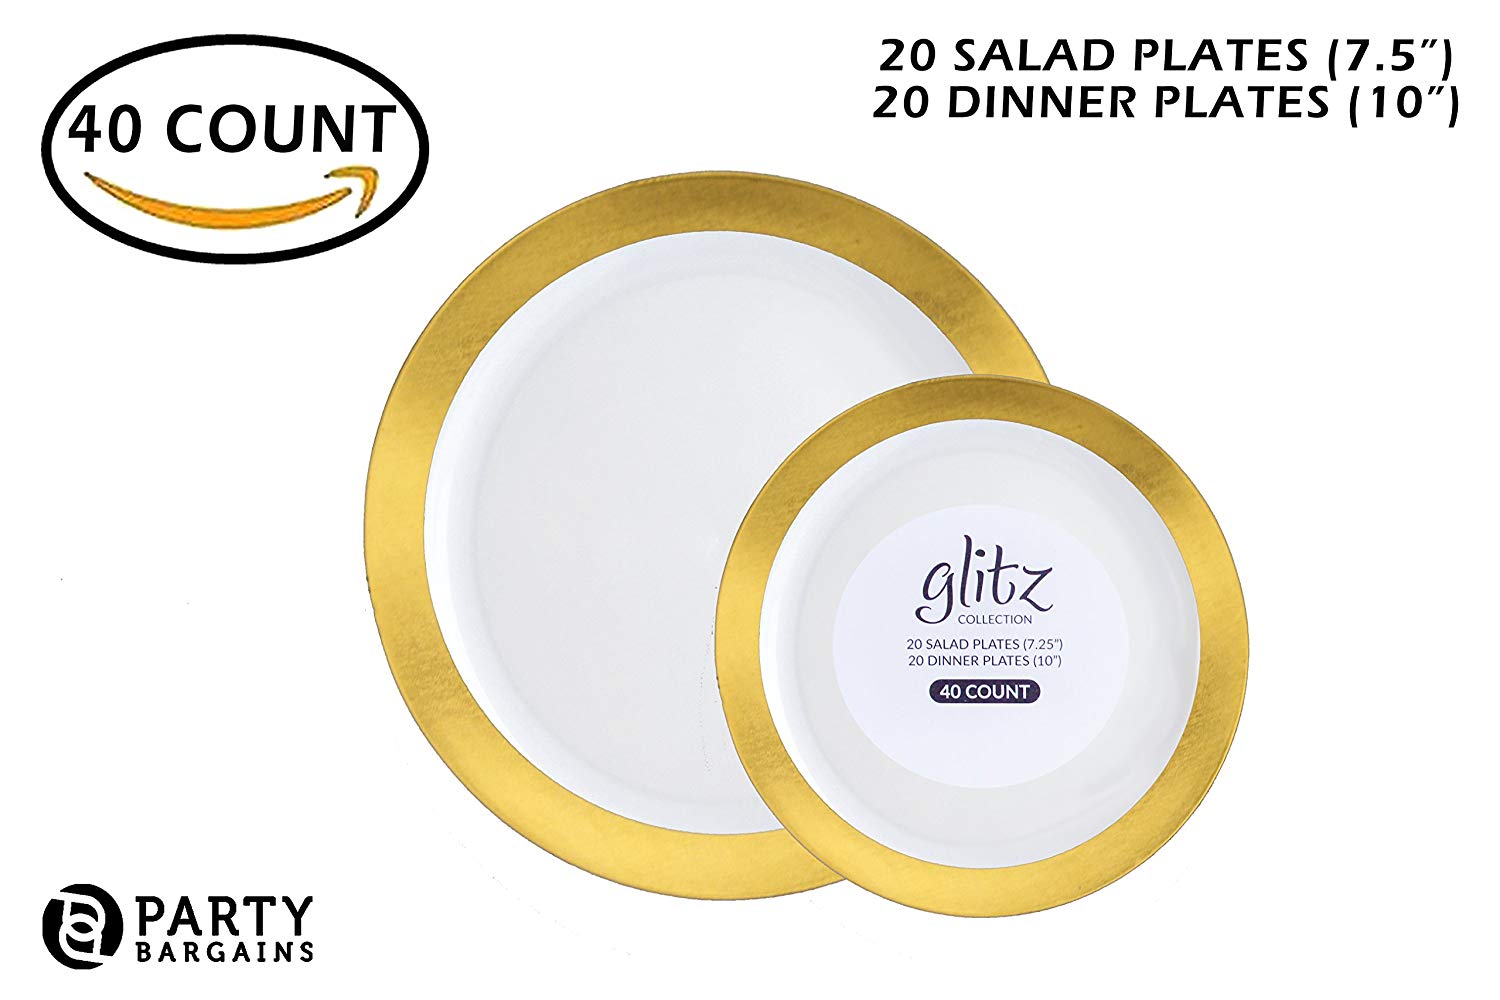 40 COUNT
20 SALAD PLATES (7.5″)
20 DINNER PLATES (10″)
glitz
COLLECTION
20 SALAD PLATES (7.25")
20 DINNER PLATES (10")
40 COUNT
PARTY
BARGAINS